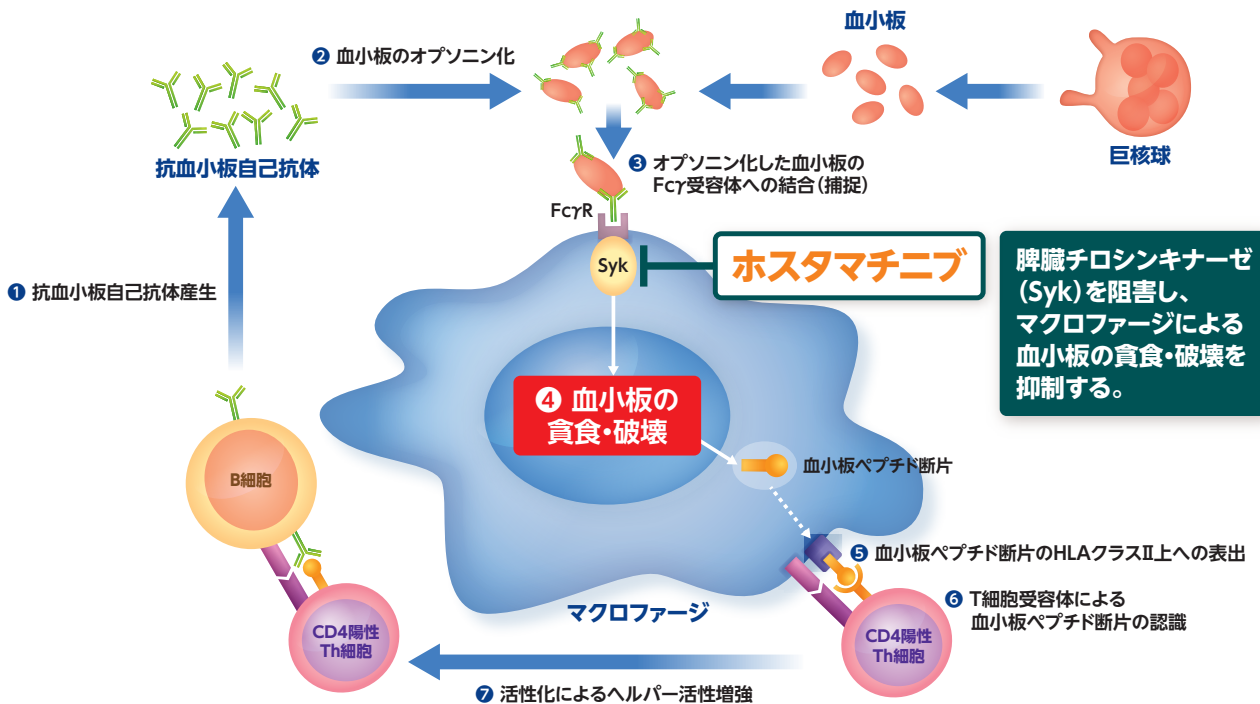 血小板
❷ 血小板のオプソニン化
抗血小板自己抗体
巨核球
❸ オプソニン化した血小板の
Fcγ受容体への結合(捕捉)
FcγR
Syk
ホスタマチニブ
脾臓チロシンキナーゼ
(Syk)を阻害し、
マクロファージによる
血小板の貪食・破壊を
抑制する。
❶ 抗血小板自己抗体産生
❹ 血小板の
貪食・破壊
血小板ペプチド断片
B細胞
❺ 血小板ペプチド断片のHLAクラスⅡ上への表出
❻ T細胞受容体による
血小板ペプチド断片の認識
マクロファージ
CD4陽性
Th細胞
CD4陽性
Th細胞
❼ 活性化によるヘルパー活性増強